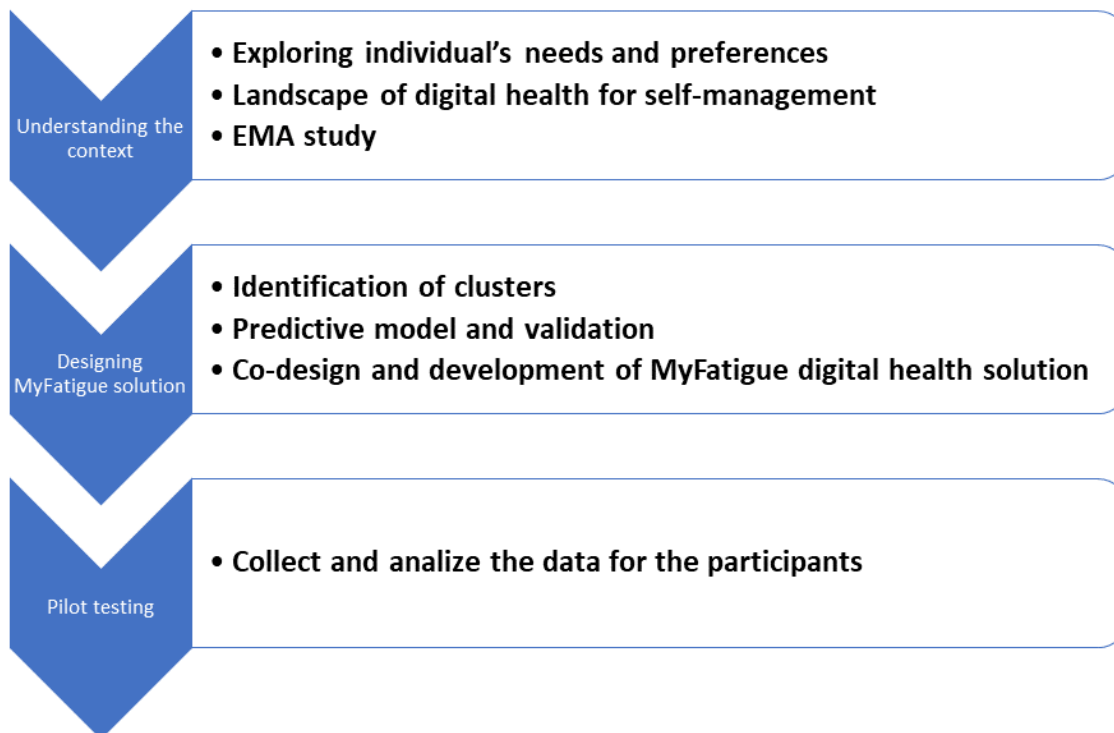 Understanding the
context
• Exploring individual’s needs and preferences
• Landscape of digital health for self-management
• EMA study
Designing
MyFatigue solution
• Identification of clusters
• Predictive model and validation
• Co-design and development of MyFatigue digital health solution
Pilot testing
• Collect and analize the data for the participants